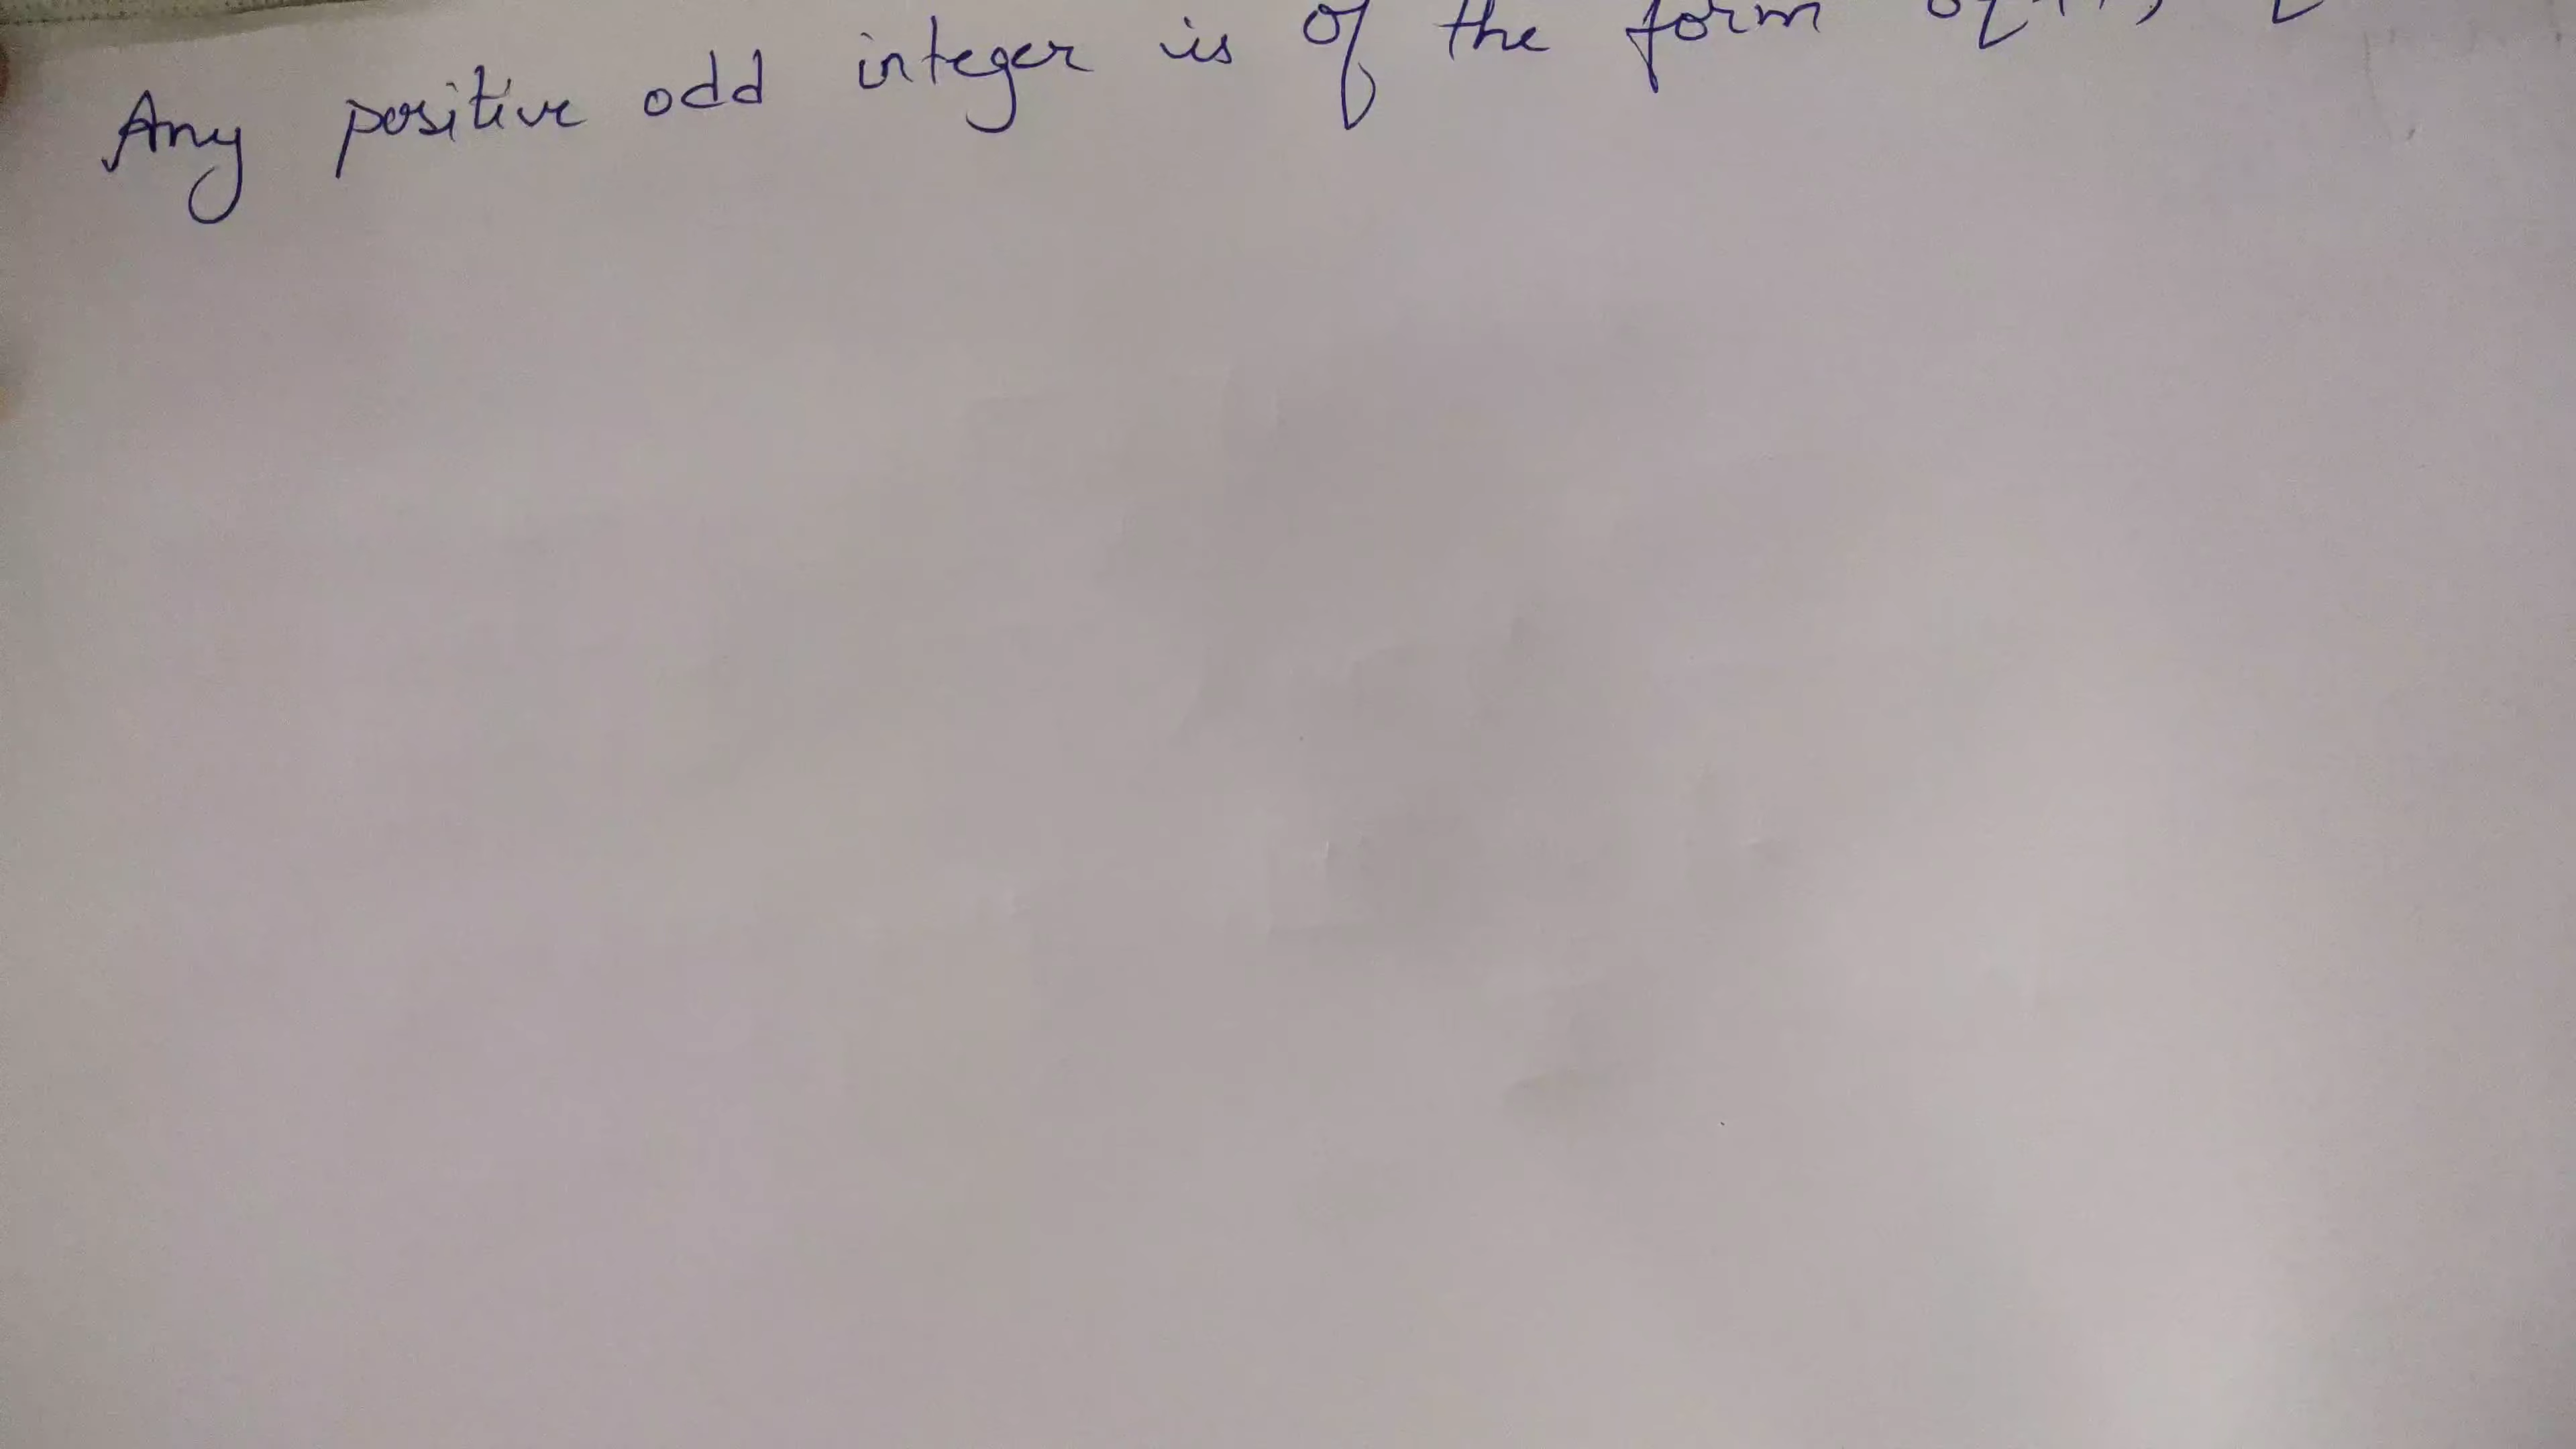 Any positive odd integer is of the form